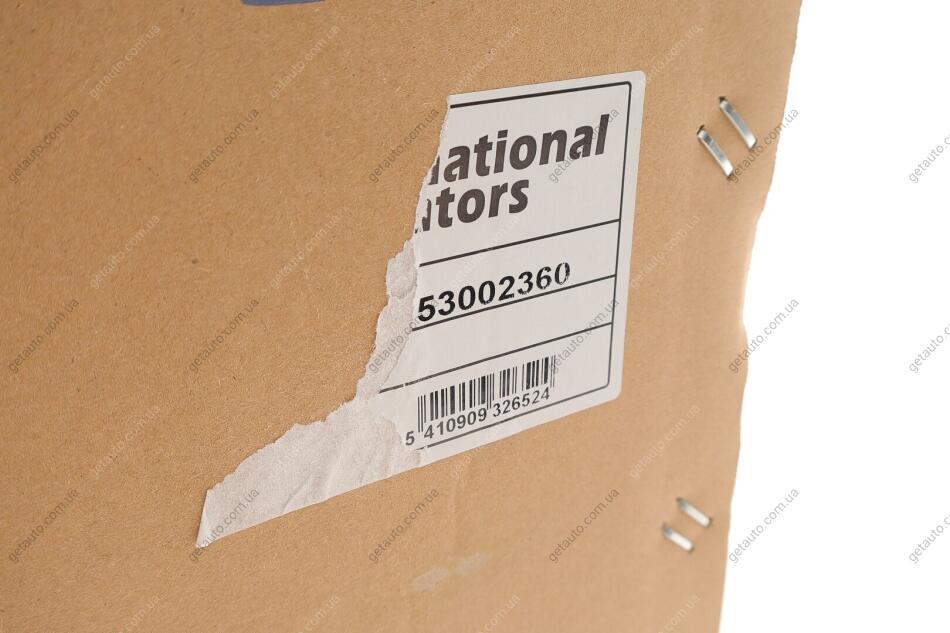 national
ators
53002360
5 410909 326524
getauto.com.ua